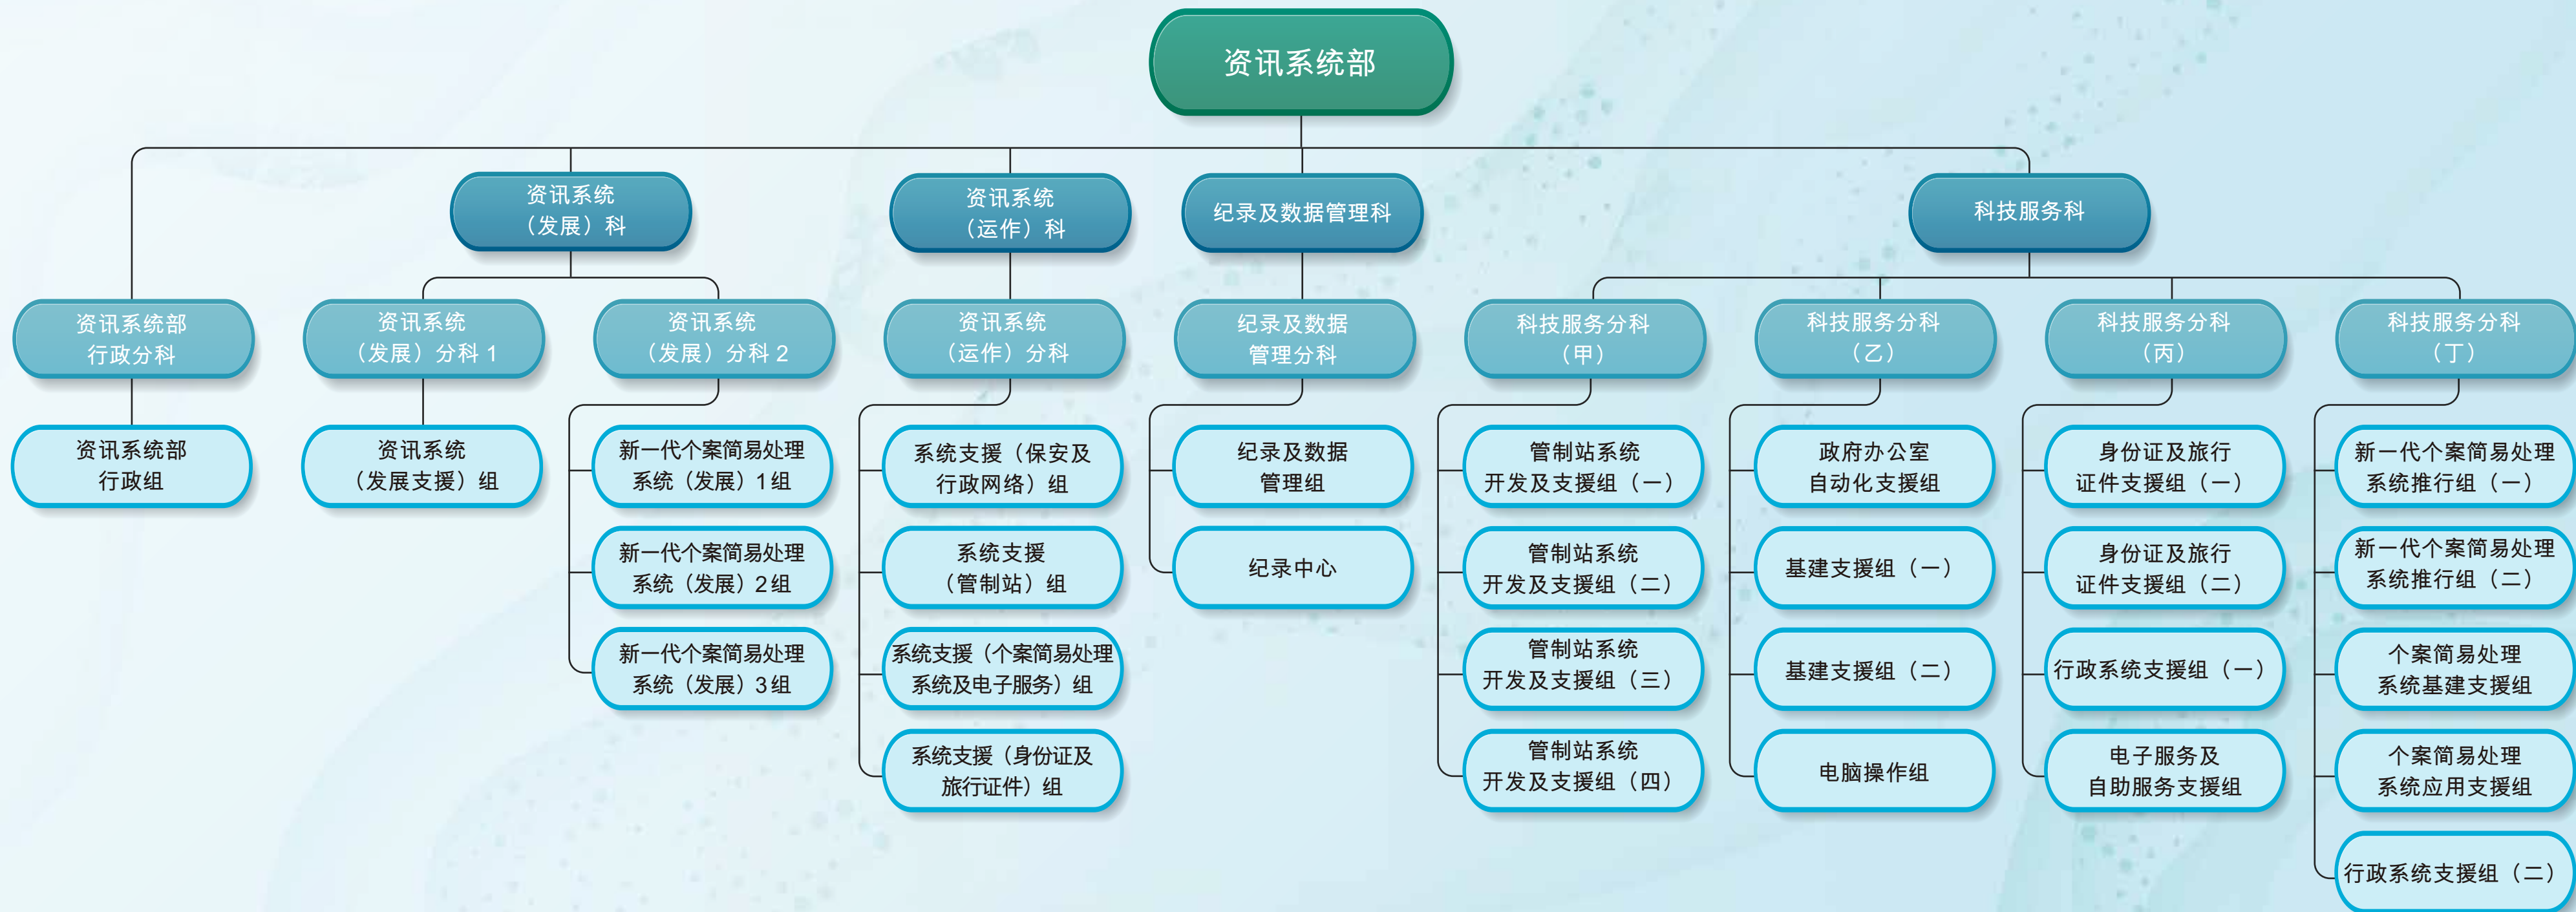 资讯系统部
资讯系统
（发展）科
资讯系统
（运作）科
纪录及数据管理科
科技服务科
资讯系统部
行政分科
资讯系统
（发展）分科 1
资讯系统
（发展）分科 2
资讯系统
（运作）分科
纪录及数据
管理分科
科技服务分科
（甲）
科技服务分科
（乙）
科技服务分科
（丙）
科技服务分科
（丁）
资讯系统部
行政组
资讯系统
（发展支援）组
新一代个案简易处理
系统（发展）1组
新一代个案简易处理
系统（发展）2组
新一代个案简易处理
系统（发展）3组
系统支援（保安及
行政网络）组
系统支援
（管制站）组
系统支援（个案简易处理
系统及电子服务）组
系统支援（身份证及
旅行证件）组
纪录及数据
管理组
纪录中心
管制站系统
开发及支援组（一）
管制站系统
开发及支援组（二）
管制站系统
开发及支援组（三）
管制站系统
开发及支援组（四）
政府办公室
自动化支援组
基建支援组（一）
基建支援组（二）
电脑操作组
身份证及旅行
证件支援组（一）
身份证及旅行
证件支援组（二）
行政系统支援组（一）
电子服务及
自助服务支援组
新一代个案简易处理
系统推行组（一）
新一代个案简易处理
系统推行组（二）
个案简易处理
系统基建支援组
个案简易处理
系统应用支援组
行政系统支援组（二）